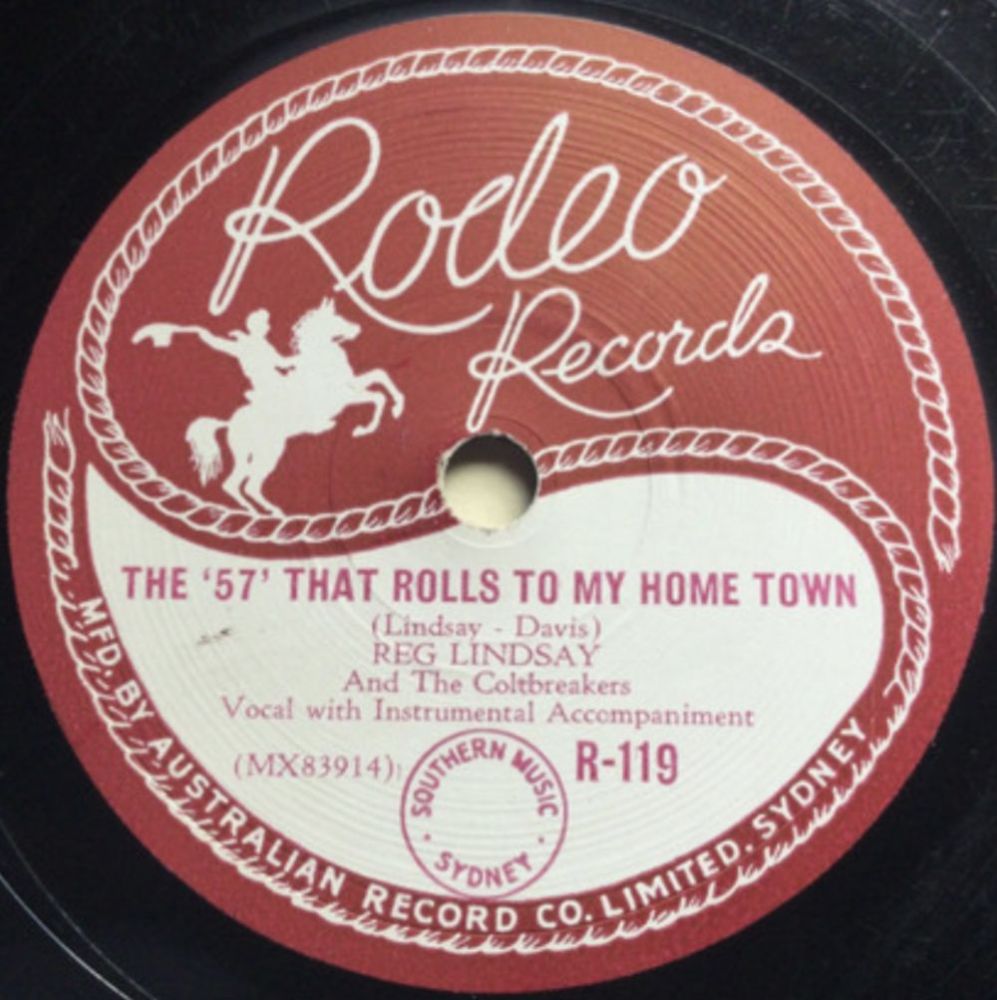 Rodeo
Records
THE '57' THAT ROLLS TO MY HOME TOWN
(Lindsay - Davis)
REG LINDSAY
And The Coltbreakers
Vocal with Instrumental Accompaniment
(MX83914)
R-119
SOUTHERN MUSIC
· SYDNEY ·
MFD. BY AUSTRALIAN RECORD CO. LIMITED. SYDNEY